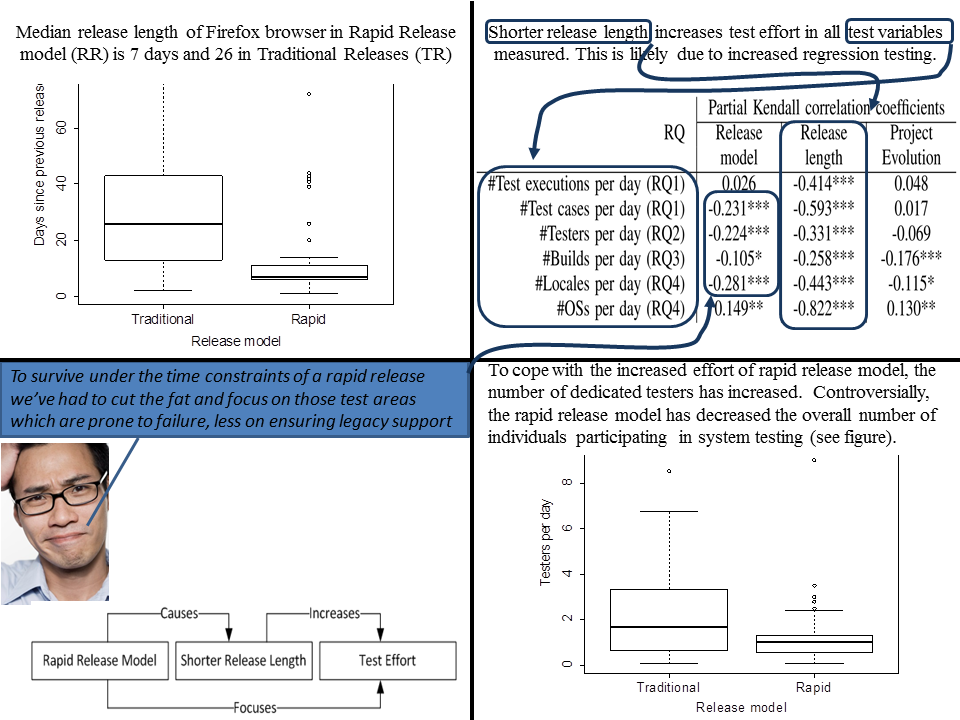 Median release length of Firefox browser in Rapid Release
model (RR) is 7 days and 26 in Traditional Releases (TR)
Days since previous release
60
40
20
0
Traditional Rapid
Release model
Shorter release length increases test effort in all test variables
measured. This is likely due to increased regression testing.
Partial Kendall correlation coefficients
RQ Release model Release length Project Evolution
#Test executions per day (RQ1) 0.026 -0.414*** 0.048
#Test cases per day (RQ1) -0.231*** -0.593*** 0.017
#Testers per day (RQ2) -0.224*** -0.331*** -0.069
#Builds per day (RQ3) -0.105* -0.258*** -0.176***
#Locales per day (RQ4) -0.281*** -0.443*** -0.115*
#OSs per day (RQ4) 0.149** -0.822*** 0.130**
To survive under the time constraints of a rapid release
we've had to cut the fat and focus on those test areas
which are prone to failure, less on ensuring legacy support
Causes Increases
Rapid Release Model Shorter Release Length Test Effort
Focuses
To cope with the increased effort of rapid release model, the
number of dedicated testers has increased. Controversially,
the rapid release model has decreased the overall number of
individuals participating in system testing (see figure).
Testers per day
8
6
4
2
0
Traditional Rapid
Release model